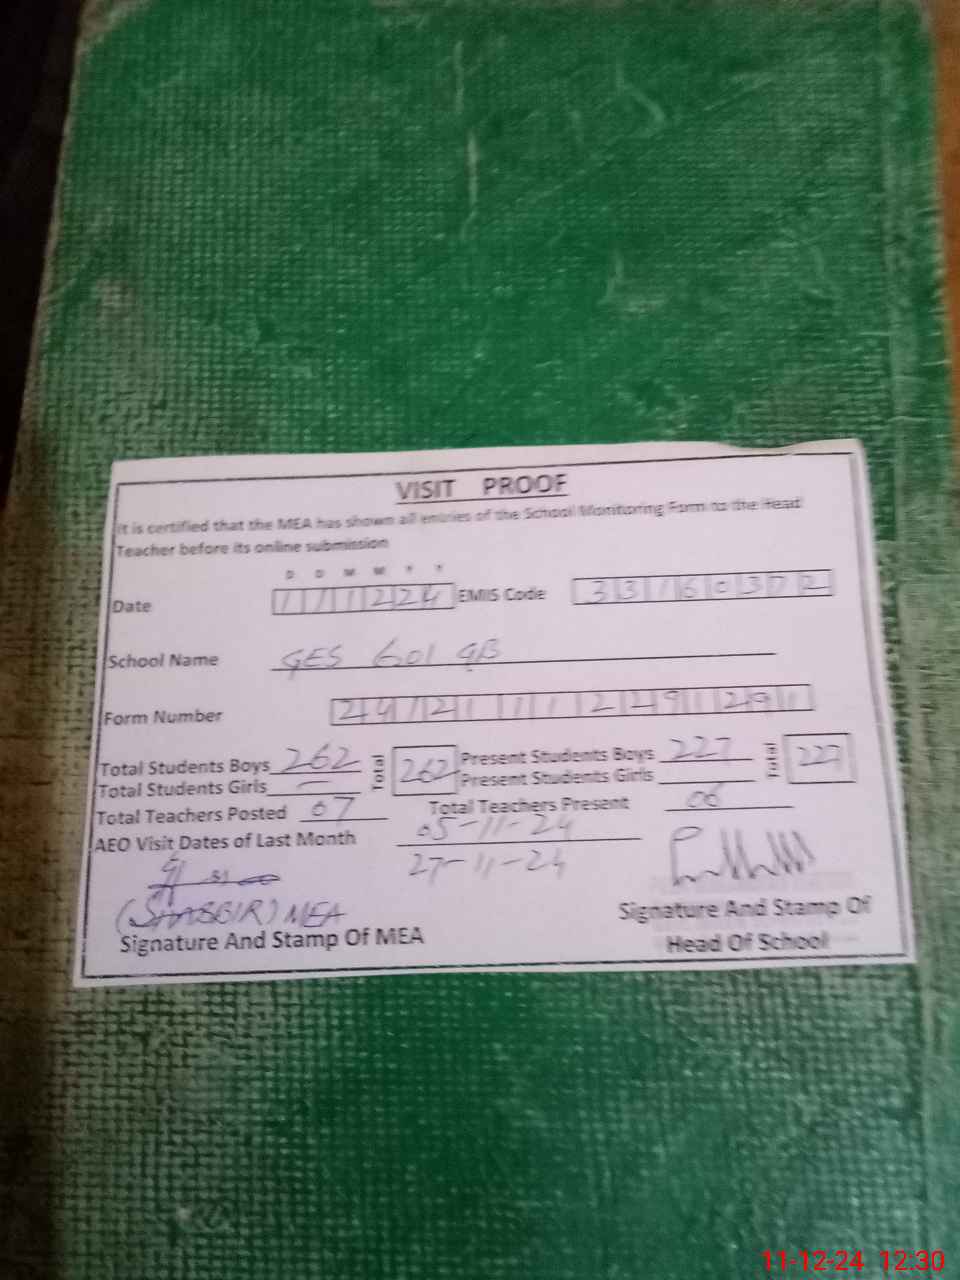 VISIT PROOF
It is certified that the MEA has shown all entries of the School Monitoring Form to the Head
Teacher before its online submission
D D M M Y Y
Date 111224 EMIS Code 33160372
School Name GES 601 GB
Form Number
Total Students Boys 262 Total 262 Present Students Boys 227 Total 227
Total Students Girls — Present Students Girls
Total Teachers Posted 07 Total Teachers Present 06
AEO Visit Dates of Last Month 05-11-24
27-11-24
(SHABBIR) MEA
Signature And Stamp Of MEA
Signature And Stamp Of
Head Of School
11-12-24 12:30